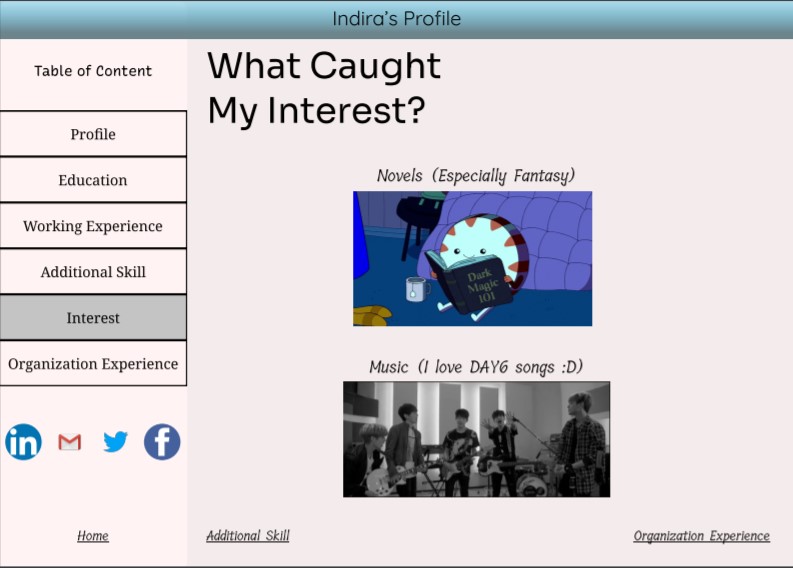 Indira's Profile
Table of Content
Profile
Education
Working Experience
Additional Skill
Interest
Organization Experience
in
f
Home
What Caught
My Interest?
Novels (Especially Fantasy)
Dark
Magic
101
Music (I love DAY6 songs :D)
Additional Skill
Organization Experience